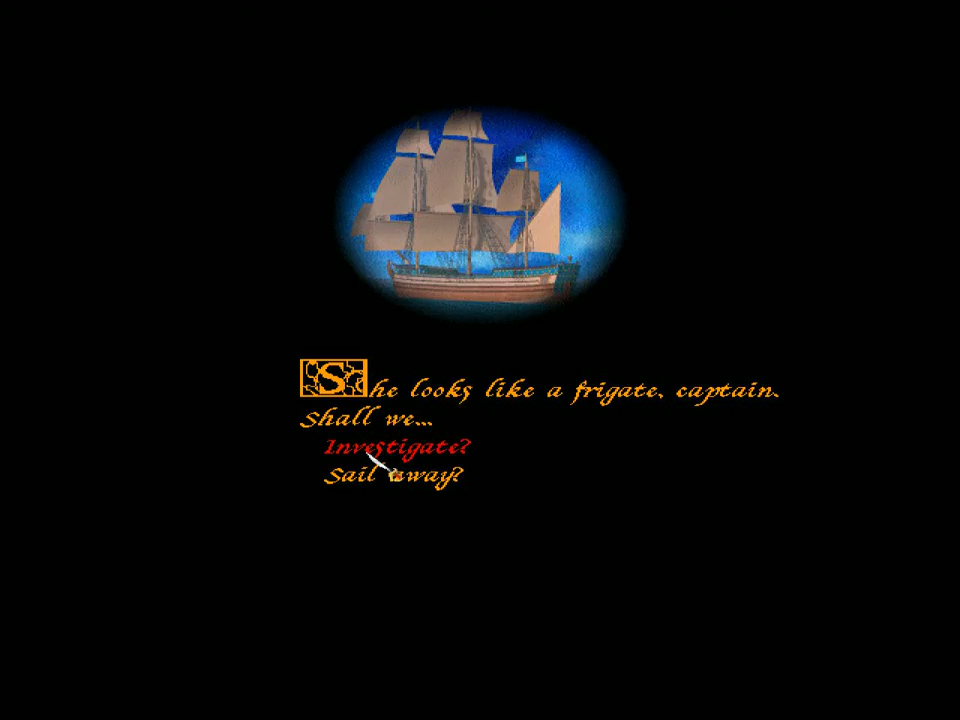 She looks like a frigate, captain.
Shall we...
Investigate?
Sail away?